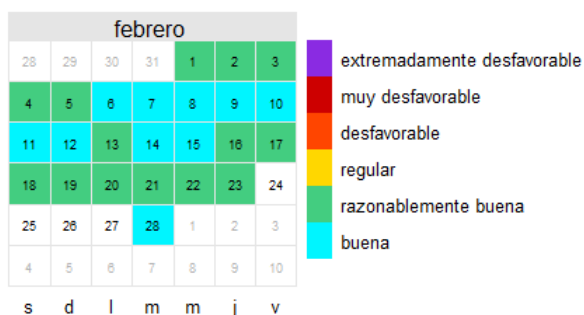 febrero
28 29 30 31 1 2 3
4 5 6 7 8 9 10
11 12 13 14 15 16 17
18 19 20 21 22 23 24
25 26 27 28 1 2 3
4 5 6 7 8 9 10
s d l m m j v
extremadamente desfavorable
muy desfavorable
desfavorable
regular
razonablemente buena
buena